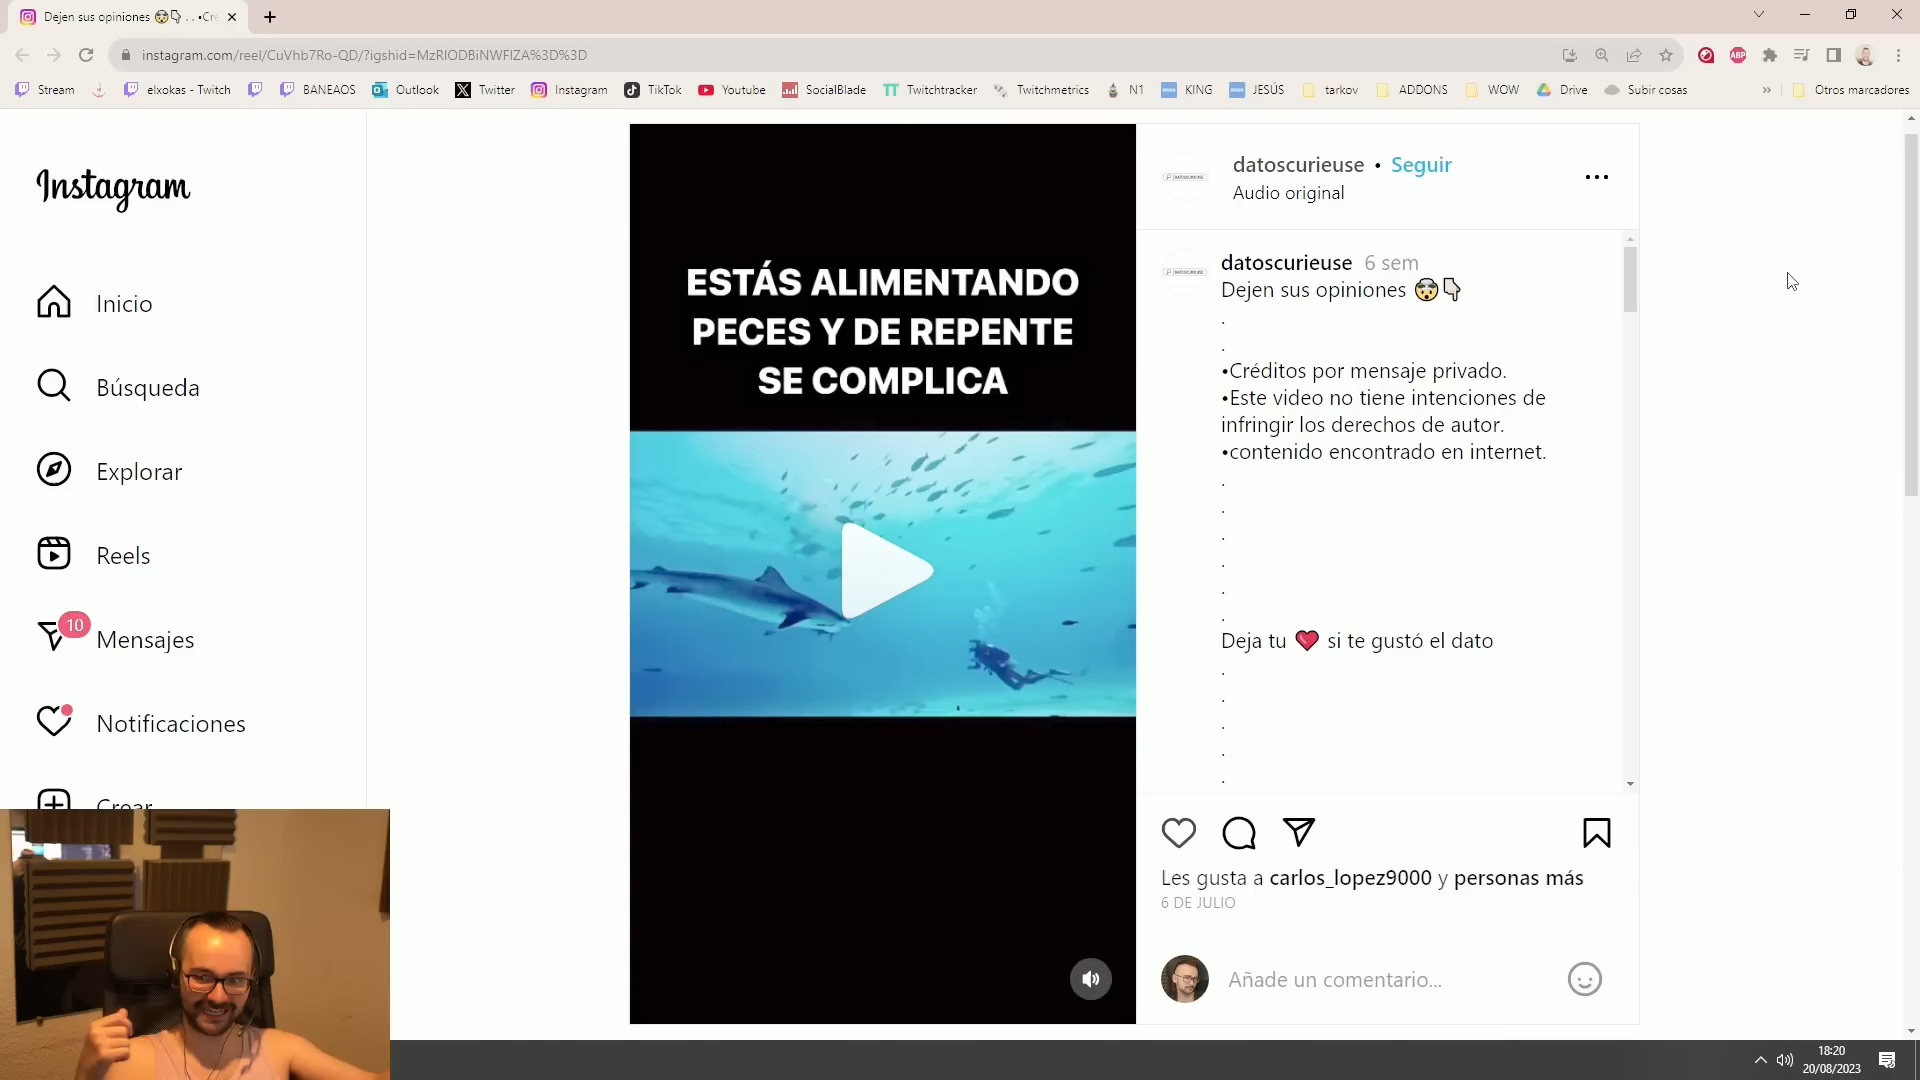 Dejen sus opiniones 🤯👇 . . •Cre
instagram.com/reel/CuVhb7Ro-QD/?igshid=MzRlODBiNWFlZA%3D%3D
ABP
Stream
elxokas - Twitch
BANEAOS
Outlook
Twitter
Instagram
TikTok
Youtube
SocialBlade
Twitchtracker
Twitchmetrics
N1
KING
JESÚS
tarkov
ADDONS
WOW
Drive
Subir cosas
»
Otros marcadores
Instagram
Inicio
Búsqueda
Explorar
Reels
10
Mensajes
Notificaciones
Crear
ESTÁS ALIMENTANDO
PECES Y DE REPENTE
SE COMPLICA
datoscurieuse • Seguir
Audio original
datoscurieuse 6 sem
Dejen sus opiniones 🤯👇
.
.
•Créditos por mensaje privado.
•Este video no tiene intenciones de
infringir los derechos de autor.
•contenido encontrado en internet.
.
.
.
.
.
.
Deja tu ❤️ si te gustó el dato
.
.
.
.
.
Les gusta a carlos_lopez9000 y personas más
6 DE JULIO
Añade un comentario...
18:20
20/08/2023